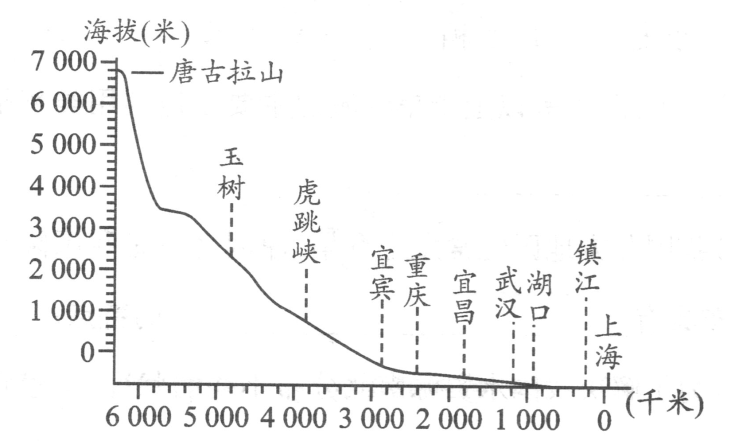 海拔(米)
7 000
唐古拉山
6 000
5 000
4 000
3 000
2 000
1 000
0
玉树
虎跳峡
宜宾
重庆
宜昌
武汉
湖口
镇江
上海
6 000 5 000 4 000 3 000 2 000 1 000 0 (千米)